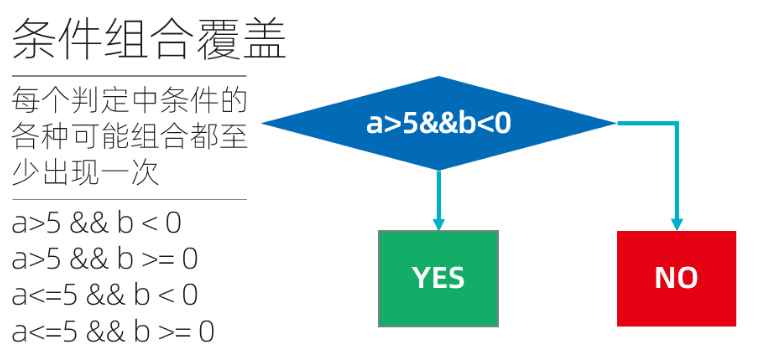 条件组合覆盖
每个判定中条件的
各种可能组合都至
少出现一次
a>5 && b < 0
a>5 && b >= 0
a<=5 && b < 0
a<=5 && b >= 0
a>5&&b<0
YES
NO